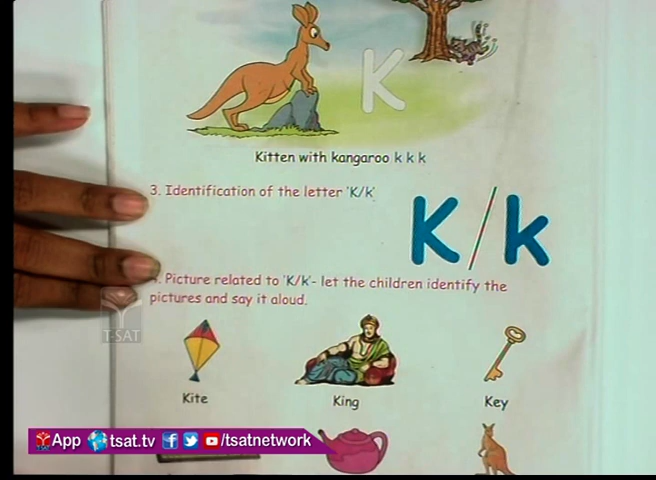 K
Kitten with kangaroo k k k
3. Identification of the letter 'K/k'
K/k
. Picture related to 'K/k'- let the children identify the
pictures and say it aloud.
T-SAT
Kite King Key
App tsat.tv /tsatnetwork